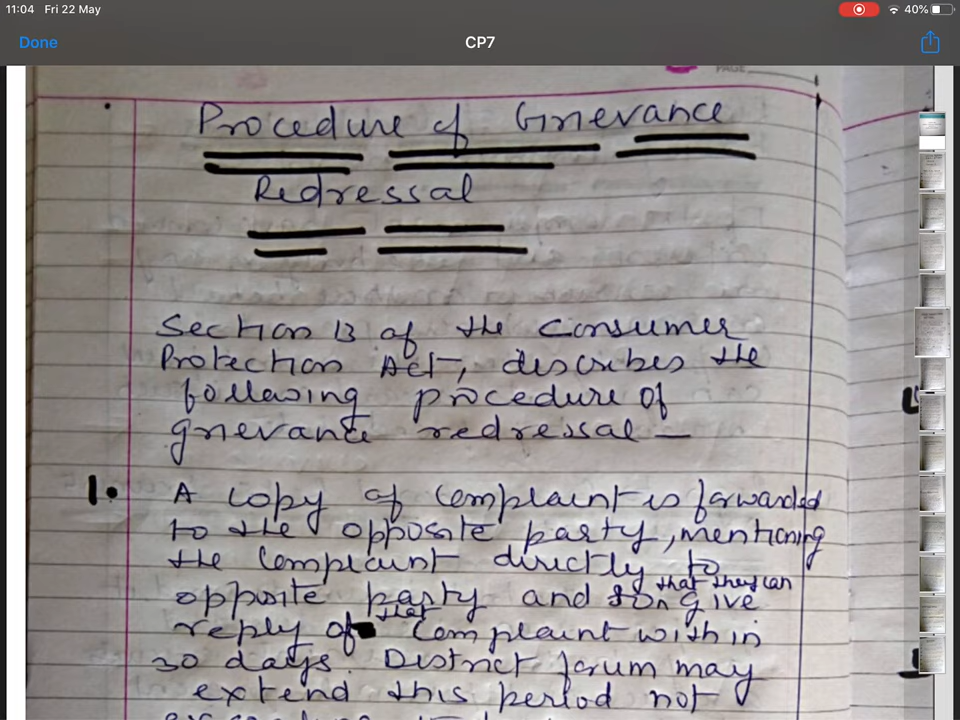 11:04 Fri 22 May
40%
Done
CP7
PAGE
Procedure of Grievance
Redressal
Section 13 of the Consumer
Protection Act, describes the
following procedure of
grievance redressal —
1. A copy of complaint is forwarded
to the opposite party, mentioning
the complaint directly to
opposite party and that they can give
reply of that complaint within
30 days. District forum may
extend this period not